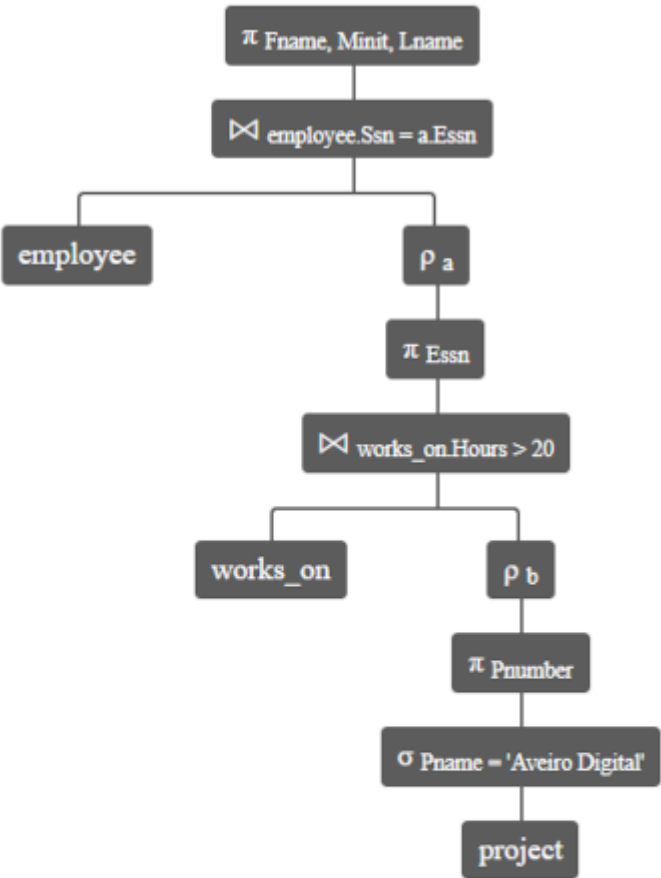 π Fname, Minit, Lname
⋈ employee.Ssn = a.Essn
employee
ρ a
π Essn
⋈ works_on.Hours > 20
works_on
ρ b
π Pnumber
σ Pname = 'Aveiro Digital'
project